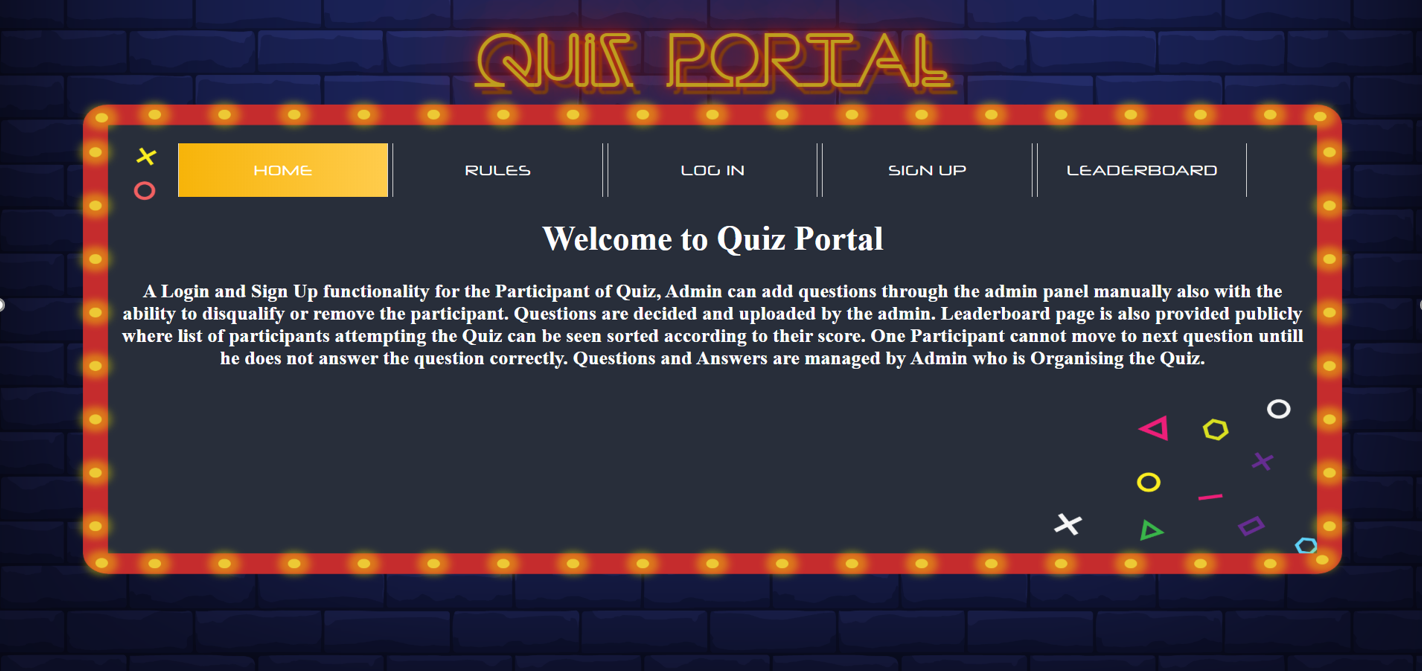 QUIZ PORTAL
HOME
RULES
LOG IN
SIGN UP
LEADERBOARD
Welcome to Quiz Portal
A Login and Sign Up functionality for the Participant of Quiz, Admin can add questions through the admin panel manually also with the
ability to disqualify or remove the participant. Questions are decided and uploaded by the admin. Leaderboard page is also provided publicly
where list of participants attempting the Quiz can be seen sorted according to their score. One Participant cannot move to next question untill
he does not answer the question correctly. Questions and Answers are managed by Admin who is Organising the Quiz.